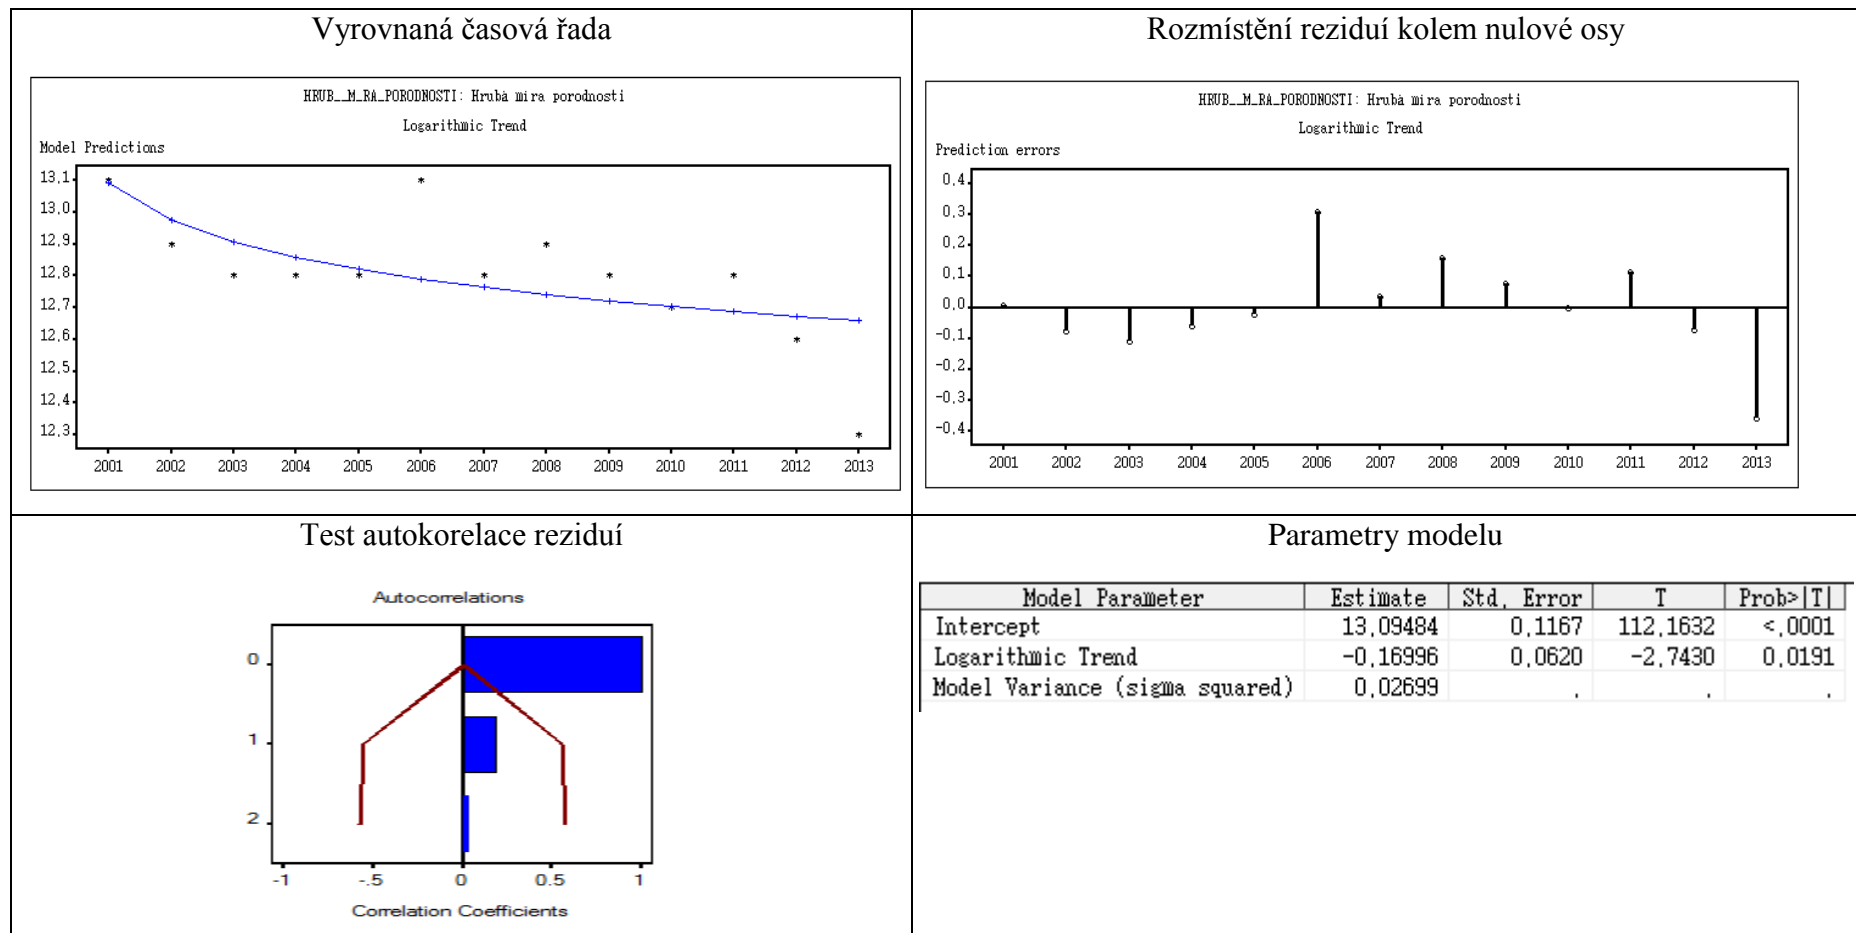 Vyrovnaná časová řada
HRUB__M_RA_PORODNOSTI: Hrubá míra porodnosti
Logarithmic Trend
Model Predictions
13,1
13,0
12,9
12,8
12,7
12,6
12,5
12,4
12,3
2001 2002 2003 2004 2005 2006 2007 2008 2009 2010 2011 2012 2013
Rozmístění reziduí kolem nulové osy
HRUB__M_RA_PORODNOSTI: Hrubá míra porodnosti
Logarithmic Trend
Prediction errors
0,4
0,3
0,2
0,1
0,0
-0,1
-0,2
-0,3
-0,4
2001 2002 2003 2004 2005 2006 2007 2008 2009 2010 2011 2012 2013
Test autokorelace reziduí
Autocorrelations
0
1
2
-1 -.5 0 0.5 1
Correlation Coefficients
Parametry modelu
Model Parameter Estimate Std. Error T Prob>|T|
Intercept 13,09484 0,1167 112,1632 <,0001
Logarithmic Trend -0,16996 0,0620 -2,7430 0,0191
Model Variance (sigma squared) 0,02699 . . .